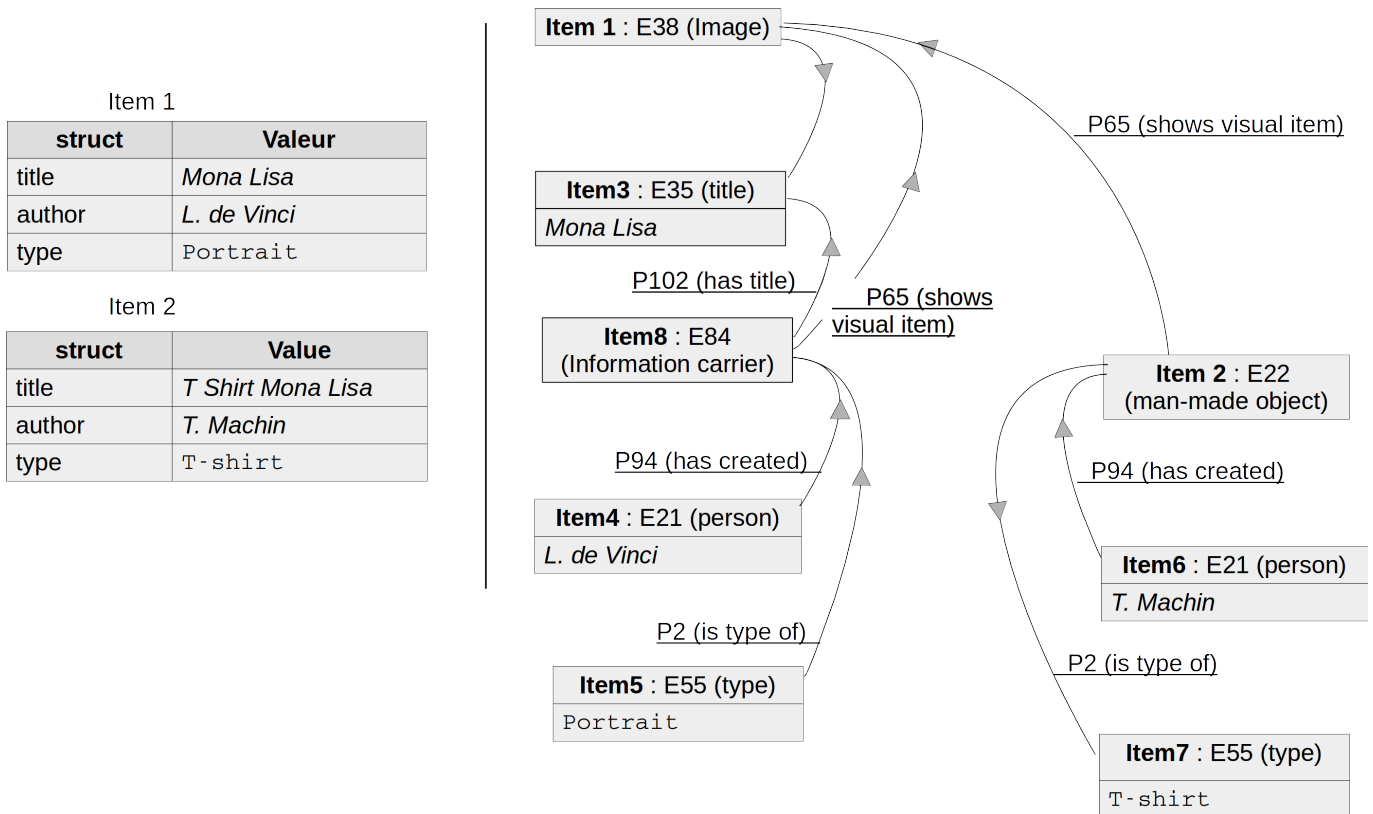 Item 1
struct Valeur
title Mona Lisa
author L. de Vinci
type Portrait
Item 2
struct Value
title T Shirt Mona Lisa
author T. Machin
type T-shirt
Item 1 : E38 (Image)
P65 (shows visual item)
Item3 : E35 (title)
Mona Lisa
P102 (has title)
P65 (shows
visual item)
Item8 : E84
(Information carrier)
Item 2 : E22
(man-made object)
P94 (has created)
P94 (has created)
Item4 : E21 (person)
L. de Vinci
Item6 : E21 (person)
T. Machin
P2 (is type of)
P2 (is type of)
Item5 : E55 (type)
Portrait
Item7 : E55 (type)
T-shirt